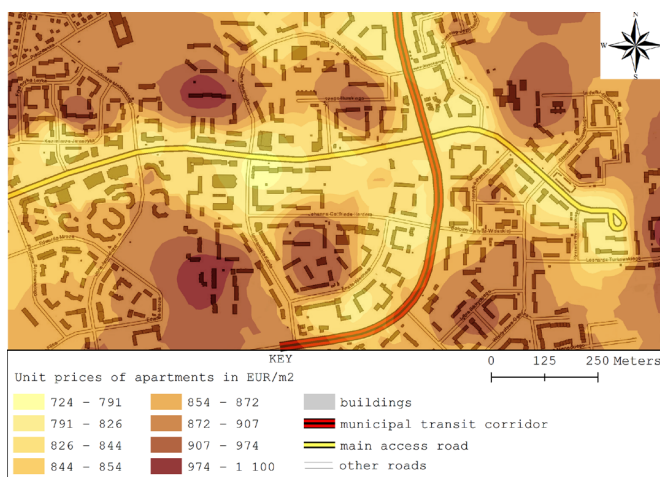 N
W
E
S
KEY
Unit prices of apartments in EUR/m2
0 125 250 Meters
724 - 791
791 - 826
826 - 844
844 - 854
854 - 872
872 - 907
907 - 974
974 - 1 100
buildings
municipal transit corridor
main access road
other roads